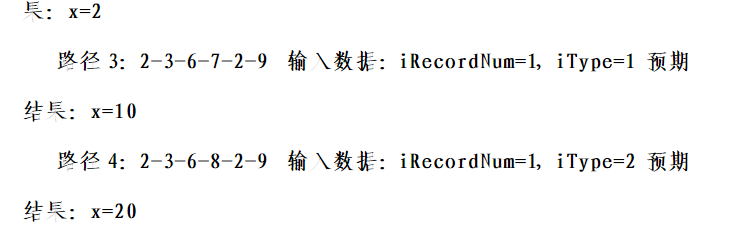 果: x=2
路径 3: 2-3-6-7-2-9 输入数据: iRecordNum=1, iType=1 预期
结果: x=10
路径 4: 2-3-6-8-2-9 输入数据: iRecordNum=1, iType=2 预期
结果: x=20